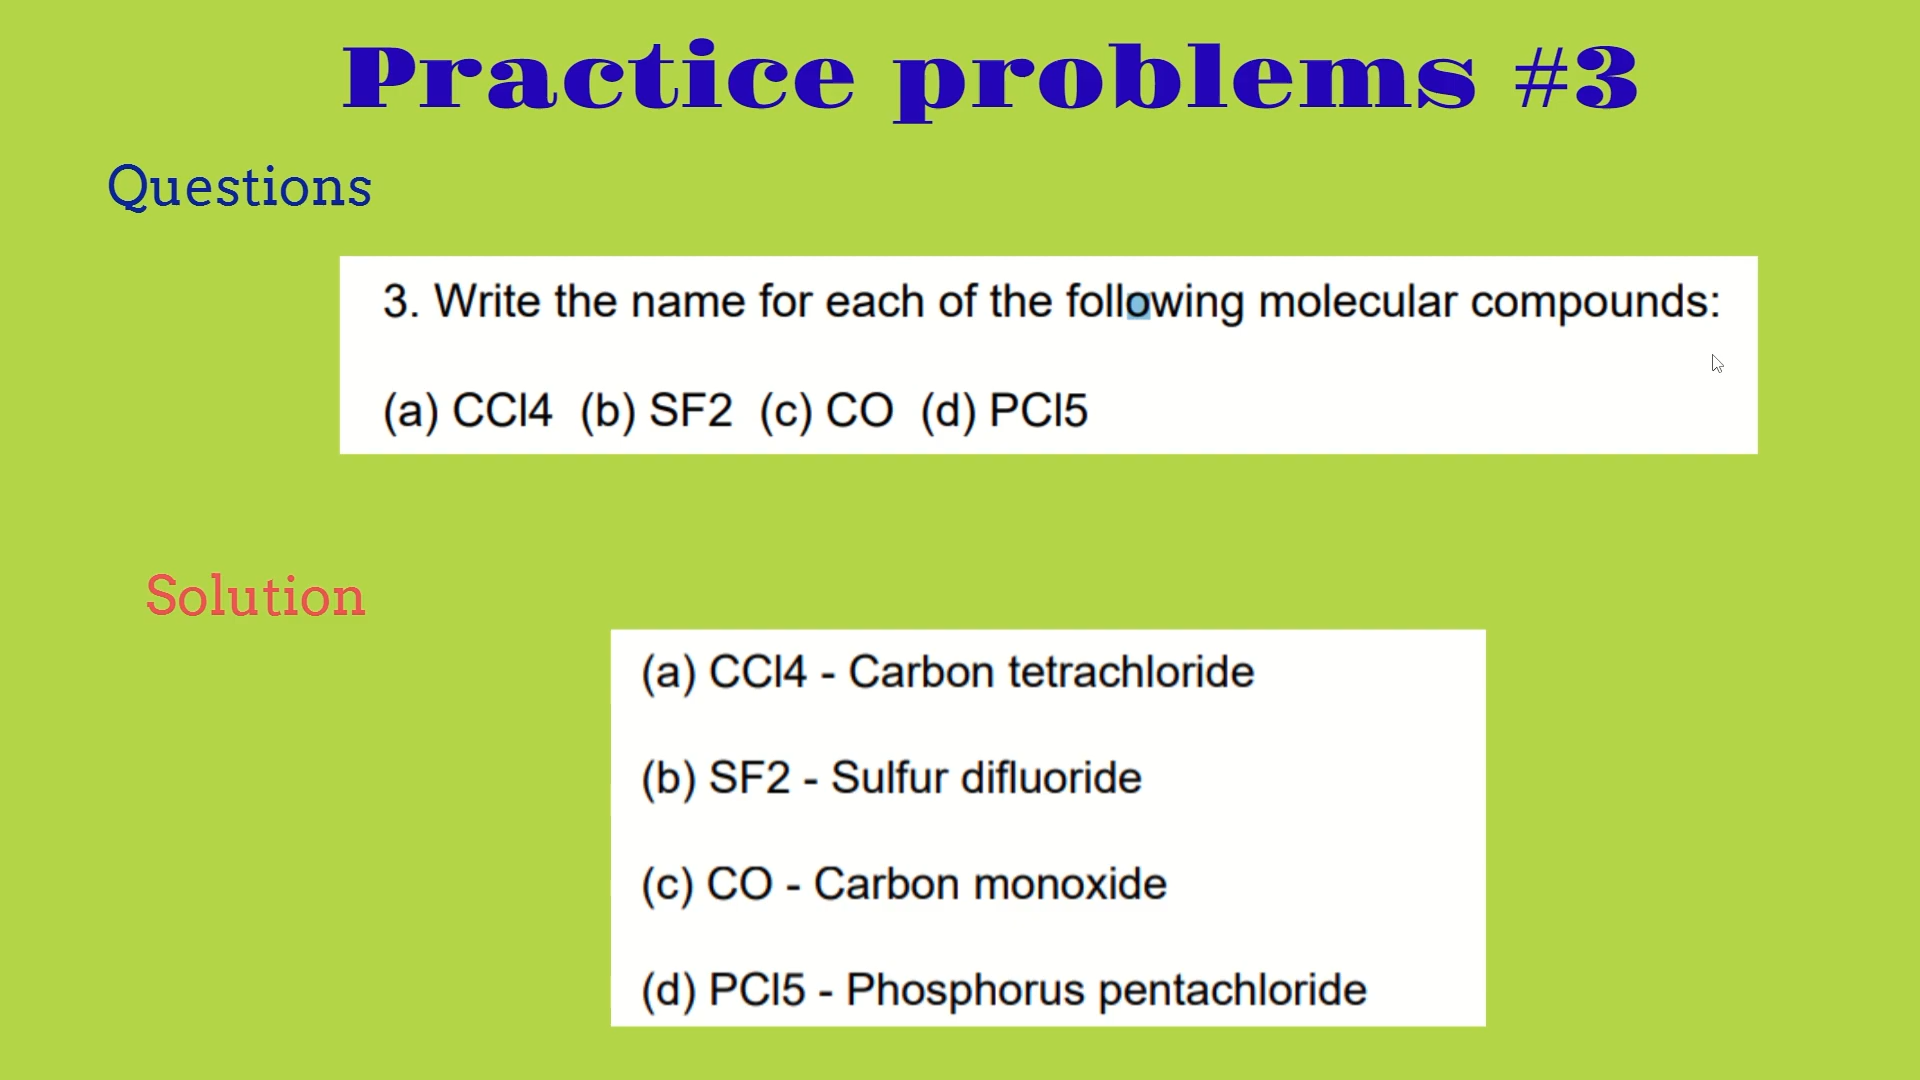 Practice problems #3
Questions
3. Write the name for each of the following molecular compounds:
(a) CCl4 (b) SF2 (c) CO (d) PCl5
Solution
(a) CCl4 - Carbon tetrachloride
(b) SF2 - Sulfur difluoride
(c) CO - Carbon monoxide
(d) PCl5 - Phosphorus pentachloride